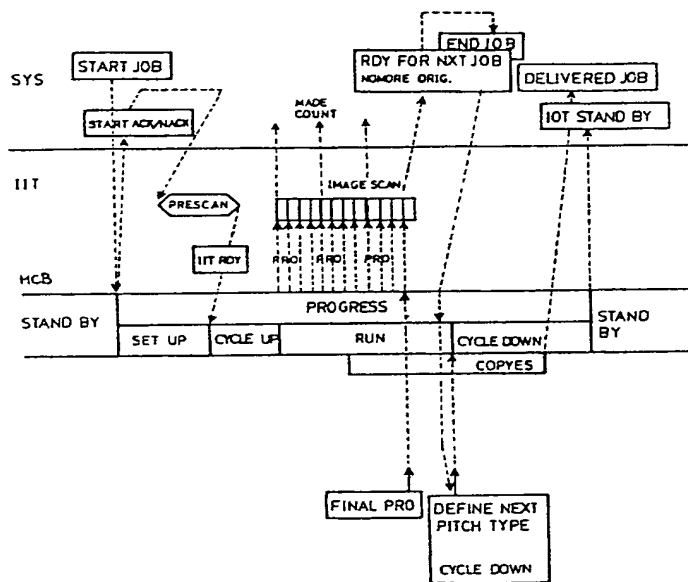 END JOB
START JOB
RDY FOR NXT JOB
NOMORE ORIG.
SYS
DELIVERED JOB
MADE
COUNT
START ACK/NACK
IOT STAND BY
IIT
IMAGE SCAN
PRESCAN
IIT RDY
PRO
PRO
PRO
MCB
PROGRESS
STAND BY
STAND
BY
SET UP
CYCLE UP
RUN
CYCLE DOWN
COPYES
FINAL PRO
DEFINE NEXT
PITCH TYPE
CYCLE DOWN